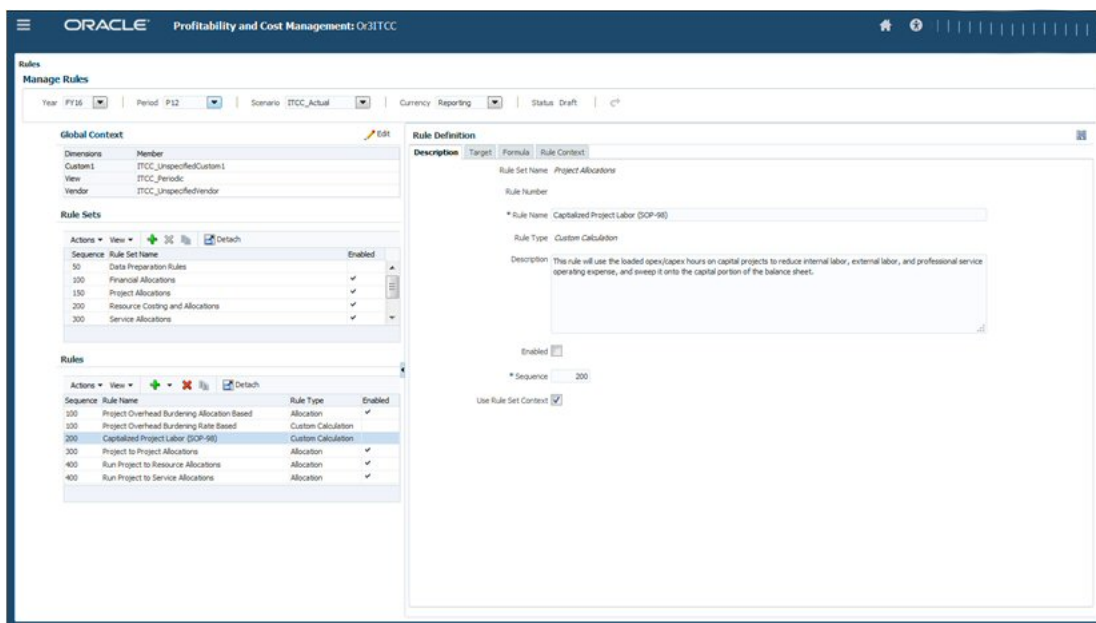 ORACLE Profitability and Cost Management: Or3ITCC
Rules
Manage Rules
Year FY16 Period P12 Scenario ITCC_Actual Currency Reporting Status Draft
Global Context Edit
Dimensions Member
Custom1 ITCC_UnspecifiedCustom1
View ITCC_Periodic
Vendor ITCC_UnspecifiedVendor
Rule Sets
Actions View Detach
Sequence Rule Set Name Enabled
50 Data Preparation Rules
100 Financial Allocations
150 Project Allocations
200 Resource Costing and Allocations
300 Service Allocations
Rules
Actions View Detach
Sequence Rule Name Rule Type Enabled
100 Project Overhead Burdening Allocation Based Allocation
100 Project Overhead Burdening Rate Based Custom Calculation
200 Captialized Project Labor (SOP-98) Custom Calculation
300 Project to Project Allocations Allocation
400 Run Project to Resource Allocations Allocation
400 Run Project to Service Allocations Allocation
Rule Definition
Description Target Formula Rule Context
Rule Set Name Project Allocations
Rule Number
* Rule Name Captialized Project Labor (SOP-98)
Rule Type Custom Calculation
Description This rule will use the loaded opex/capex hours on capital projects to reduce internal labor, external labor, and professional service
operating expense, and sweep it onto the capital portion of the balance sheet.
Enabled
* Sequence 200
Use Rule Set Context